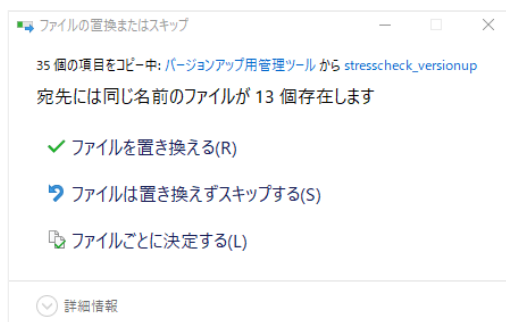 ファイルの置換またはスキップ
35 個の項目をコピー中: バージョンアップ用管理ツール から stresscheck_versionup
宛先には同じ名前のファイルが 13 個存在します
ファイルを置き換える(R)
ファイルは置き換えずスキップする(S)
ファイルごとに決定する(L)
詳細情報